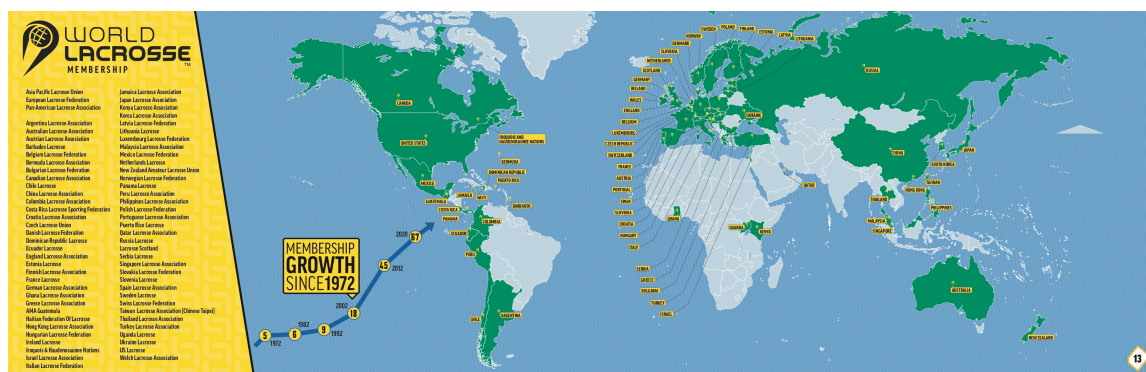 WORLD
LACROSSE™
MEMBERSHIP
Asia Pacific Lacrosse Union
European Lacrosse Federation
Pan-American Lacrosse Association
Argentina Lacrosse Association
Australian Lacrosse Association
Austrian Lacrosse Association
Barbados Lacrosse
Belgium Lacrosse Federation
Bermuda Lacrosse Association
Bulgarian Lacrosse Federation
Canadian Lacrosse Association
Chile Lacrosse
China Lacrosse Association
Colombia Lacrosse Association
Costa Rica Lacrosse Sporting Federation
Croatia Lacrosse Association
Czech Lacrosse Union
Danish Lacrosse Federation
Dominican Republic Lacrosse
Ecuador Lacrosse
England Lacrosse Association
Estonia Lacrosse
Finnish Lacrosse Association
France Lacrosse
German Lacrosse Association
Ghana Lacrosse Association
Greece Lacrosse Association
AMA Guatemala
Haitian Federation Of Lacrosse
Hong Kong Lacrosse Association
Hungarian Lacrosse Federation
Ireland Lacrosse
Iroquois & Haudenosaunee Nations
Israel Lacrosse Association
Italian Lacrosse Federation
Jamaica Lacrosse Association
Japan Lacrosse Association
Kenya Lacrosse Association
Korea Lacrosse Association
Latvia Lacrosse Federation
Lithuania Lacrosse
Luxembourg Lacrosse Federation
Malaysia Lacrosse Association
Mexico Lacrosse Federation
Netherlands Lacrosse
New Zealand Amateur Lacrosse Union
Norwegian Lacrosse Federation
Panama Lacrosse
Peru Lacrosse Association
Philippines Lacrosse Association
Polish Lacrosse Federation
Portuguese Lacrosse Association
Puerto Rico Lacrosse
Qatar Lacrosse Association
Russia Lacrosse
Lacrosse Scotland
Serbia Lacrosse
Singapore Lacrosse Association
Slovakia Lacrosse Federation
Slovenia Lacrosse
Spain Lacrosse Association
Sweden Lacrosse
Swiss Lacrosse Federation
Taiwan Lacrosse Association (Chinese Taipei)
Thailand Lacrosse Association
Turkey Lacrosse Association
Uganda Lacrosse
Ukraine Lacrosse
US Lacrosse
Welsh Lacrosse Association
MEMBERSHIP
GROWTH
SINCE 1972
5
1972
6
1982
9
1992
18
2002
45
2012
67
2020
CANADA
UNITED STATES
IROQUOIS AND
HAUDENOSAUNEE NATIONS
BERMUDA
DOMINICAN REPUBLIC
PUERTO RICO
MEXICO
JAMAICA
HAITI
GUATEMALA
BARBADOS
COSTA RICA
PANAMA
COLOMBIA
ECUADOR
PERU
CHILE
ARGENTINA
LITHUANIA
LATVIA
ESTONIA
FINLAND
POLAND
SWEDEN
NORWAY
DENMARK
SLOVAKIA
NETHERLANDS
SCOTLAND
GERMANY
IRELAND
WALES
ENGLAND
BELGIUM
LUXEMBOURG
CZECH REPUBLIC
SWITZERLAND
FRANCE
AUSTRIA
PORTUGAL
SPAIN
SLOVENIA
CROATIA
HUNGARY
ITALY
SERBIA
GREECE
BULGARIA
TURKEY
ISRAEL
RUSSIA
UKRAINE
QATAR
GHANA
UGANDA
KENYA
CHINA
JAPAN
SOUTH KOREA
TAIWAN
HONG KONG
THAILAND
PHILIPPINES
MALAYSIA
SINGAPORE
AUSTRALIA
NEW ZEALAND
13